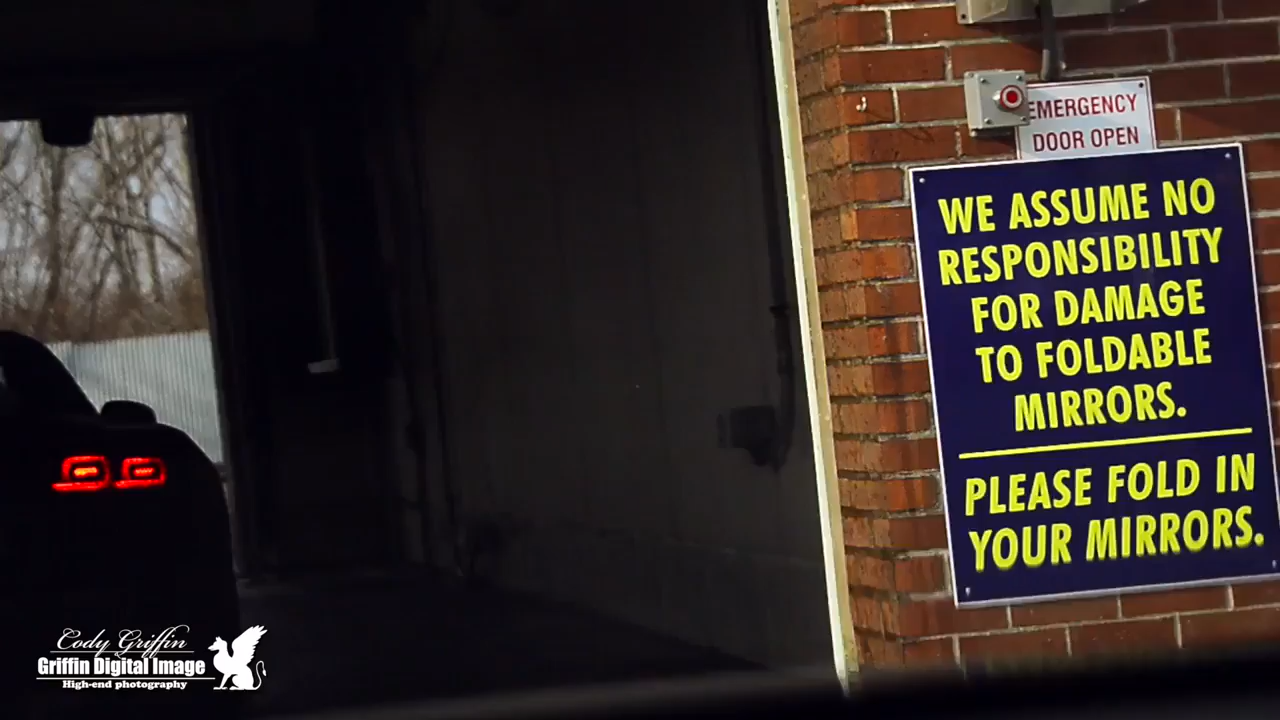 EMERGENCY
DOOR OPEN
WE ASSUME NO
RESPONSIBILITY
FOR DAMAGE
TO FOLDABLE
MIRRORS.
PLEASE FOLD IN
YOUR MIRRORS.
Cody Griffin
Griffin Digital Image
High-end photography